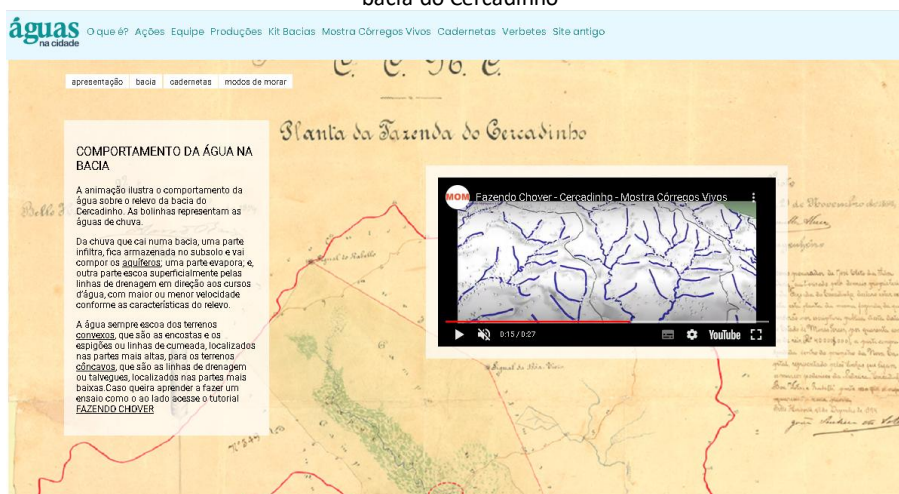 bacia do Cercadinho
águas
na cidade
O que é? Ações Equipe Produções Kit Bacias Mostra Córregos Vivos Cadernetas Verbetes Site antigo
C. C. 96. C.
apresentação bacia cadernetas modos de morar
Planta da Fazenda do Cercadinho
COMPORTAMENTO DA ÁGUA NA
BACIA
A animação ilustra o comportamento da
água sobre o relevo da bacia do
Cercadinho. As bolinhas representam as
águas de chuva.
Da chuva que cai numa bacia, uma parte
infiltra, fica armazenada no subsolo e vai
compor os aquíferos; uma parte evapora; e,
outra parte escoa superficialmente pelas
linhas de drenagem em direção aos cursos
d'água, com maior ou menor velocidade
conforme as características do relevo.
A água sempre escoa dos terrenos
convexos, que são as encostas e os
espigões ou linhas de cumeada, localizados
nas partes mais altas, para os terrenos
côncavos, que são as linhas de drenagem
ou talvegues, localizados nas partes mais
baixas.Caso queira aprender a fazer um
ensaio como o ao lado acesse o tutorial
FAZENDO CHOVER
MOM Fazendo Chover - Cercadinho - Mostra Córregos Vivos
0:15 / 0:27
YouTube